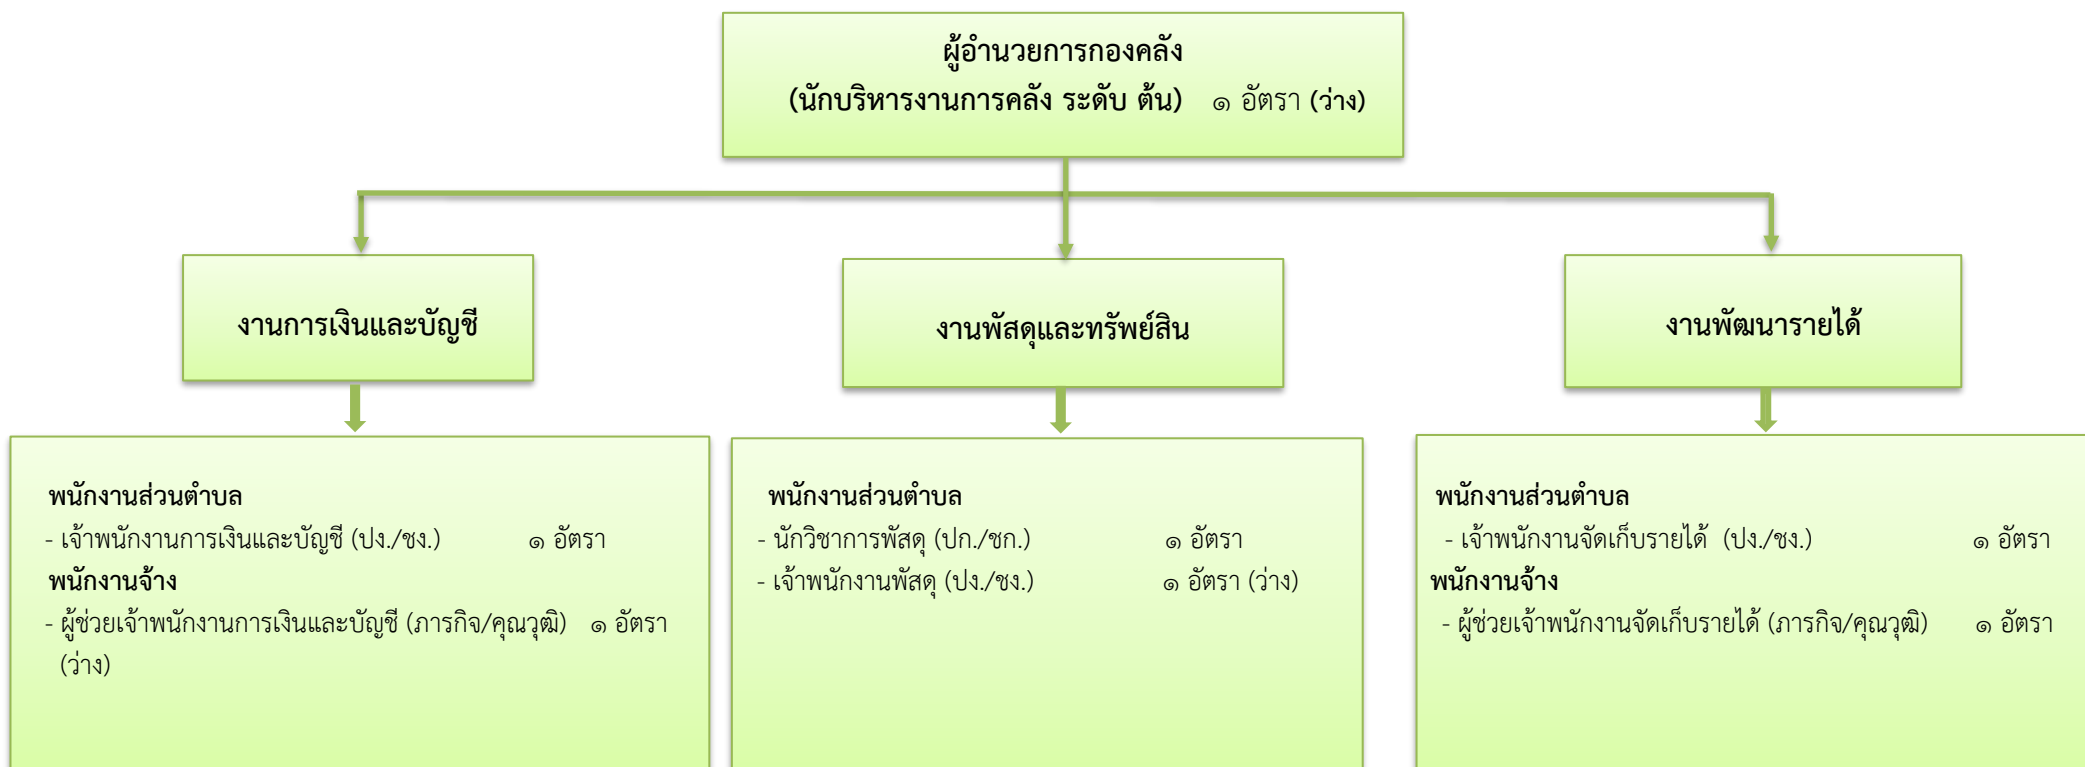 ผู้อำนวยการกองคลัง
(นักบริหารงานการคลัง ระดับ ต้น) ๑ อัตรา (ว่าง)
งานการเงินและบัญชี
งานพัสดุและทรัพย์สิน
งานพัฒนารายได้
พนักงานส่วนตำบล
- เจ้าพนักงานการเงินและบัญชี (ปง./ชง.) ๑ อัตรา
พนักงานจ้าง
- ผู้ช่วยเจ้าพนักงานการเงินและบัญชี (ภารกิจ/คุณวุฒิ) ๑ อัตรา
(ว่าง)
พนักงานส่วนตำบล
- นักวิชาการพัสดุ (ปก./ชก.) ๑ อัตรา
- เจ้าพนักงานพัสดุ (ปง./ชง.) ๑ อัตรา (ว่าง)
พนักงานส่วนตำบล
- เจ้าพนักงานจัดเก็บรายได้ (ปง./ชง.) ๑ อัตรา
พนักงานจ้าง
- ผู้ช่วยเจ้าพนักงานจัดเก็บรายได้ (ภารกิจ/คุณวุฒิ) ๑ อัตรา